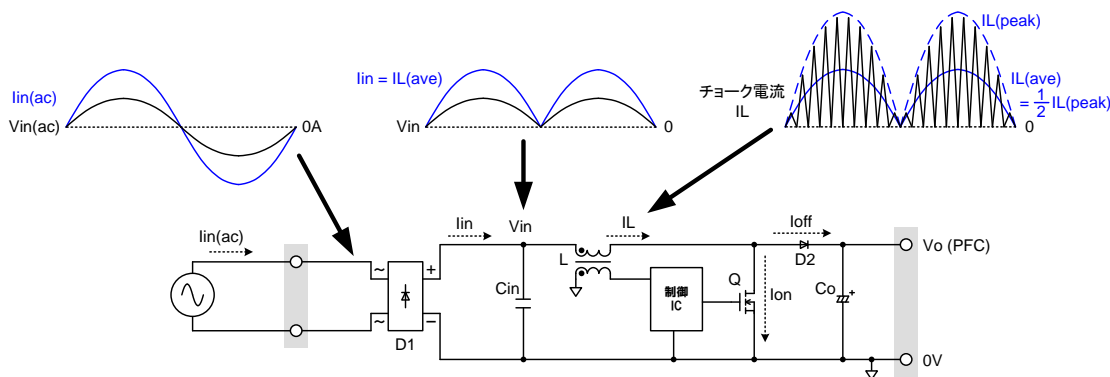 Iin(ac)
Vin(ac)
0A
Iin = IL(ave)
Vin
0
チョーク電流
IL
IL(peak)
IL(ave)
= 1/2 IL(peak)
0
Iin(ac)
~
~
+
−
D1
Iin
Vin
Cin
L
IL
制御
IC
Q
Ion
Ioff
D2
Co
+
Vo (PFC)
0V